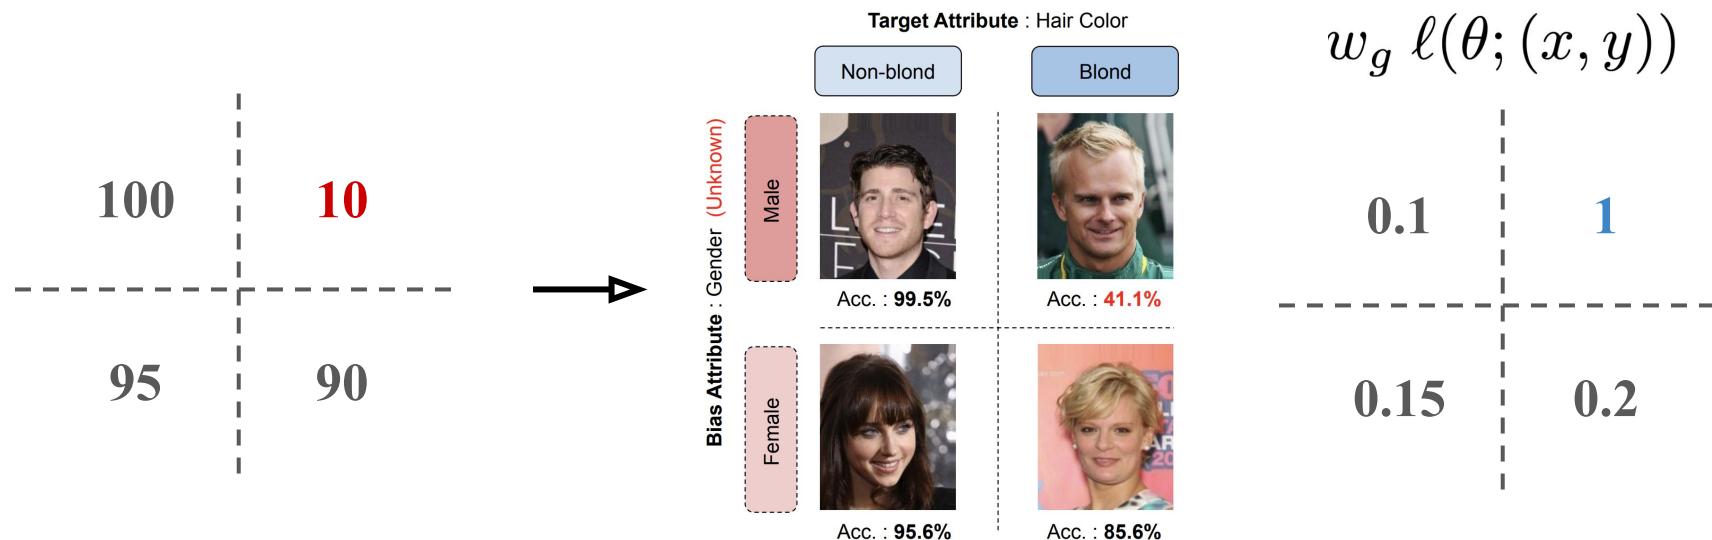 Target Attribute : Hair Color
w_g ℓ(θ; (x, y))
Non-blond
Blond
100
10
95
90
Bias Attribute : Gender (Unknown)
Male
Female
Acc. : 99.5%
Acc. : 41.1%
Acc. : 95.6%
Acc. : 85.6%
0.1
1
0.15
0.2